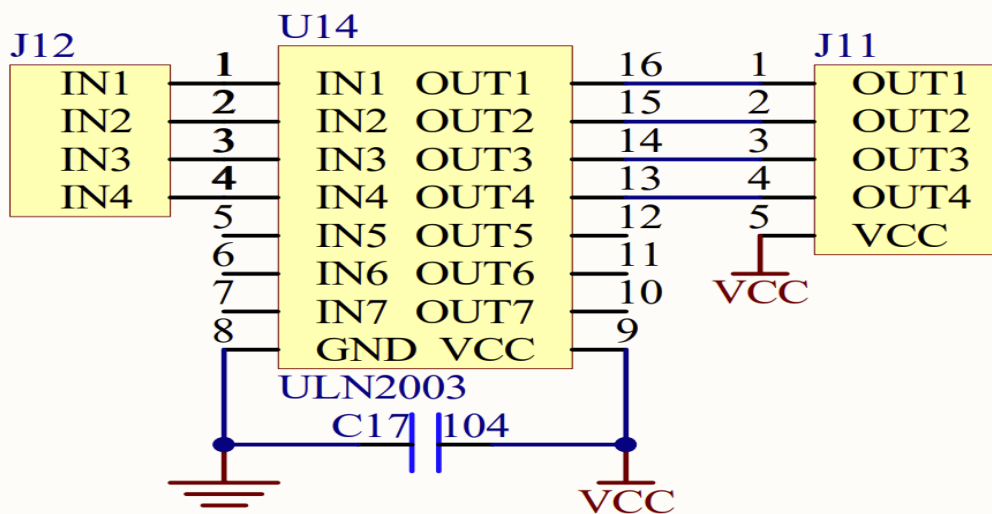 U14
J12 J11
IN1 1 IN1 OUT1 16 1 OUT1
IN2 2 IN2 OUT2 15 2 OUT2
IN3 3 IN3 OUT3 14 3 OUT3
IN4 4 IN4 OUT4 13 4 OUT4
5 IN5 OUT5 12 5 VCC
6 IN6 OUT6 11
7 IN7 OUT7 10 VCC
8 GND VCC 9
ULN2003
C17 104
VCC